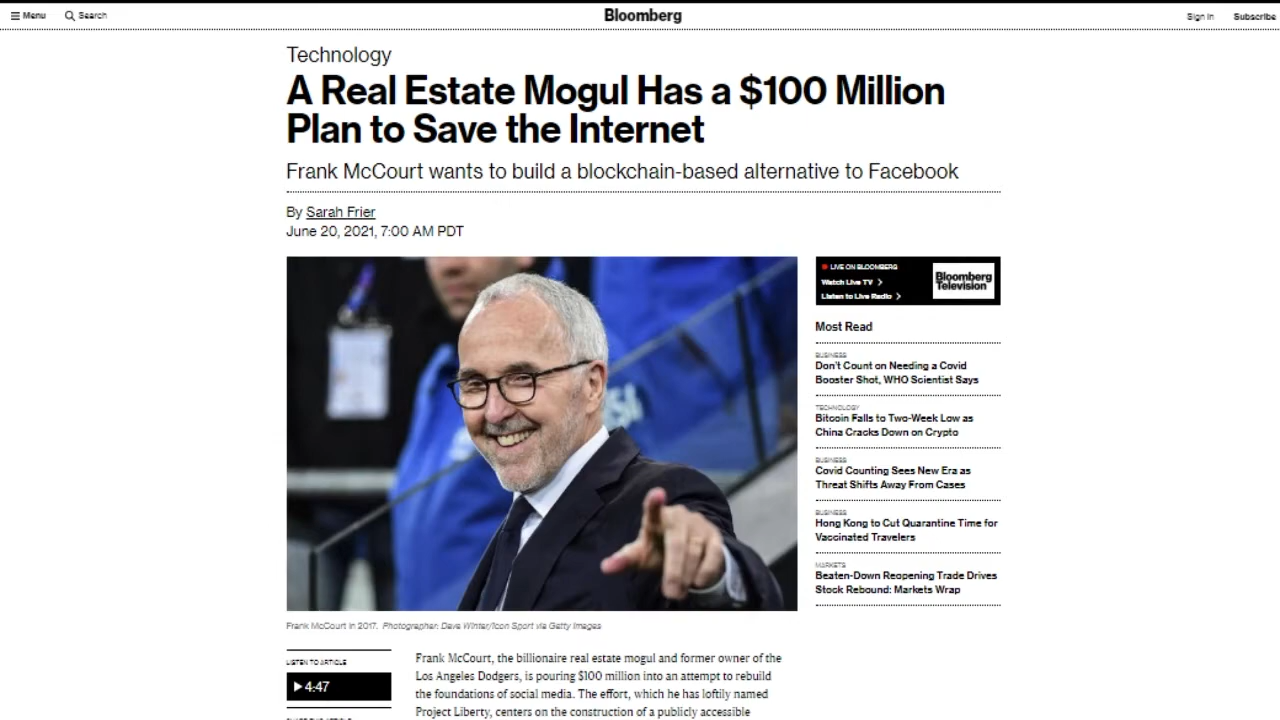 Menu
Search
Bloomberg
Sign In
Subscribe
Technology
A Real Estate Mogul Has a $100 Million
Plan to Save the Internet
Frank McCourt wants to build a blockchain-based alternative to Facebook
By Sarah Frier
June 20, 2021, 7:00 AM PDT
LIVE ON BLOOMBERG
Watch Live TV
Listen to Live Radio
Bloomberg
Television
Most Read
BUSINESS
Don't Count on Needing a Covid
Booster Shot, WHO Scientist Says
TECHNOLOGY
Bitcoin Falls to Two-Week Low as
China Cracks Down on Crypto
BUSINESS
Covid Counting Sees New Era as
Threat Shifts Away From Cases
BUSINESS
Hong Kong to Cut Quarantine Time for
Vaccinated Travelers
MARKETS
Beaten-Down Reopening Trade Drives
Stock Rebound: Markets Wrap
Frank McCourt in 2017. Photographer: Dave Winter/Icon Sport via Getty Images
LISTEN TO ARTICLE
4:47
Frank McCourt, the billionaire real estate mogul and former owner of the
Los Angeles Dodgers, is pouring $100 million into an attempt to rebuild
the foundations of social media. The effort, which he has loftily named
Project Liberty, centers on the construction of a publicly accessible